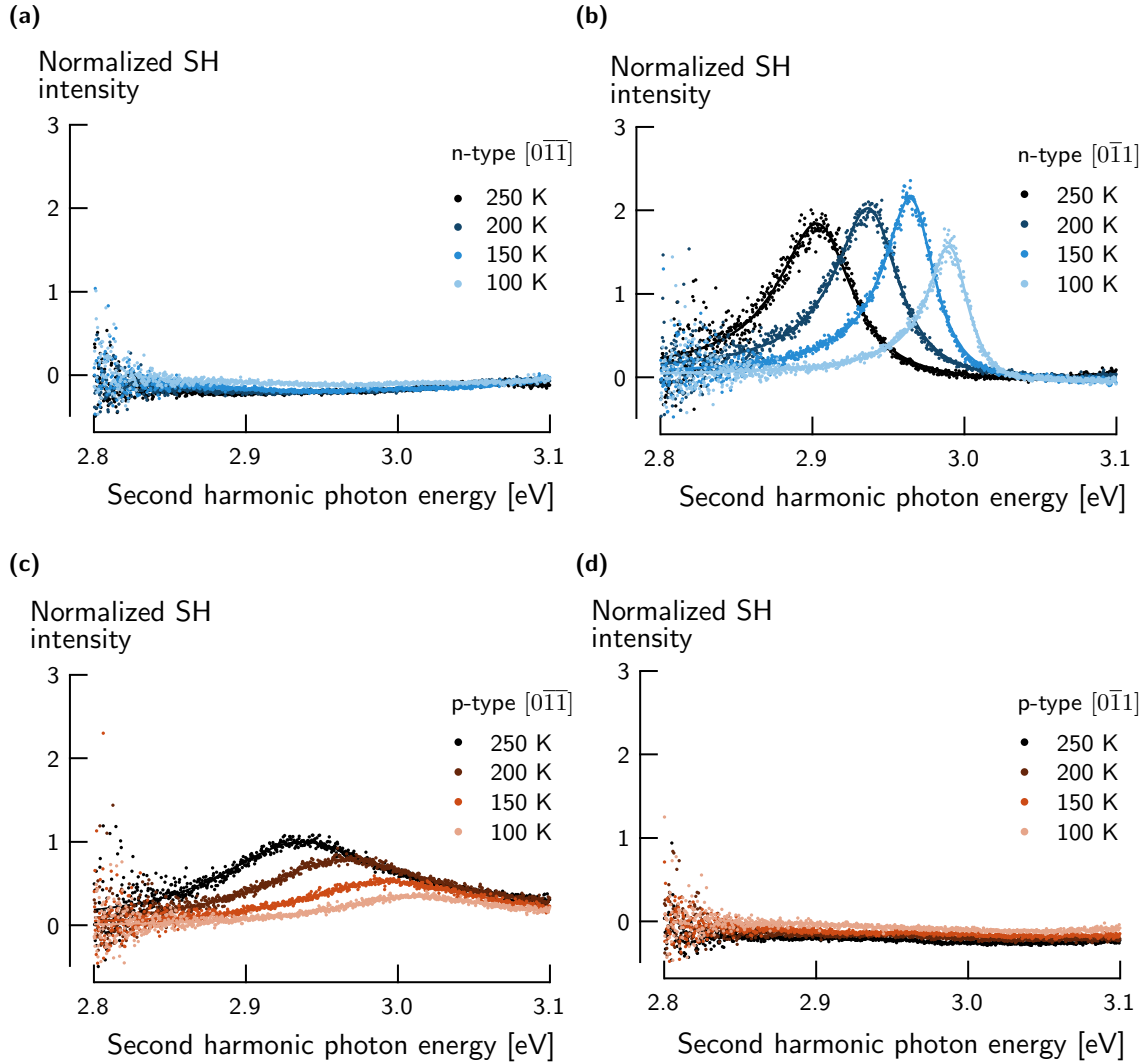 (a)
Normalized SH
intensity
3
2
1
0
n-type [01̅1̅]
250 K
200 K
150 K
100 K
2.8 2.9 3.0 3.1
Second harmonic photon energy [eV]
(b)
Normalized SH
intensity
3
2
1
0
n-type [01̅1]
250 K
200 K
150 K
100 K
2.8 2.9 3.0 3.1
Second harmonic photon energy [eV]
(c)
Normalized SH
intensity
3
2
1
0
p-type [01̅1̅]
250 K
200 K
150 K
100 K
2.8 2.9 3.0 3.1
Second harmonic photon energy [eV]
(d)
Normalized SH
intensity
3
2
1
0
p-type [01̅1]
250 K
200 K
150 K
100 K
2.8 2.9 3.0 3.1
Second harmonic photon energy [eV]